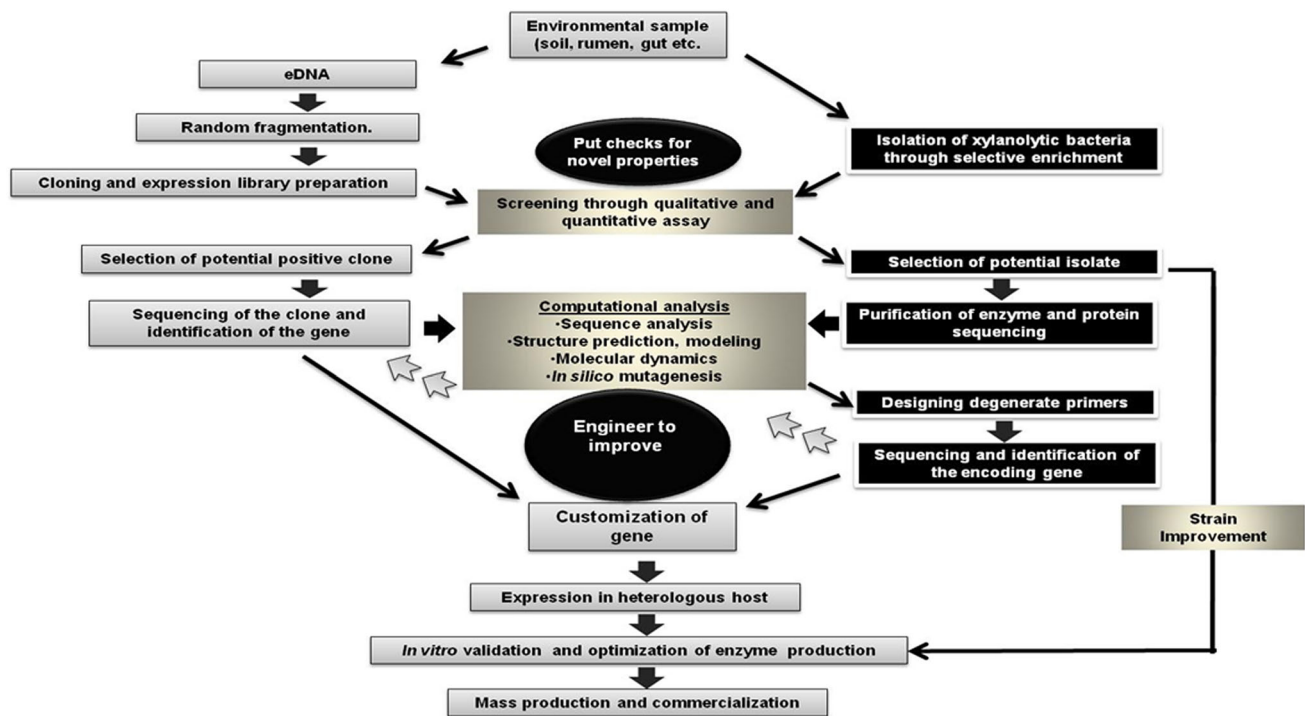 Environmental sample
(soil, rumen, gut etc.
eDNA
Random fragmentation.
Cloning and expression library preparation
Put checks for
novel properties
Isolation of xylanolytic bacteria
through selective enrichment
Screening through qualitative and
quantitative assay
Selection of potential positive clone
Selection of potential isolate
Sequencing of the clone and
identification of the gene
Computational analysis
•Sequence analysis
•Structure prediction, modeling
•Molecular dynamics
•In silico mutagenesis
Purification of enzyme and protein
sequencing
Designing degenerate primers
Engineer to
improve
Sequencing and identification of
the encoding gene
Customization of
gene
Strain
Improvement
Expression in heterologous host
In vitro validation and optimization of enzyme production
Mass production and commercialization